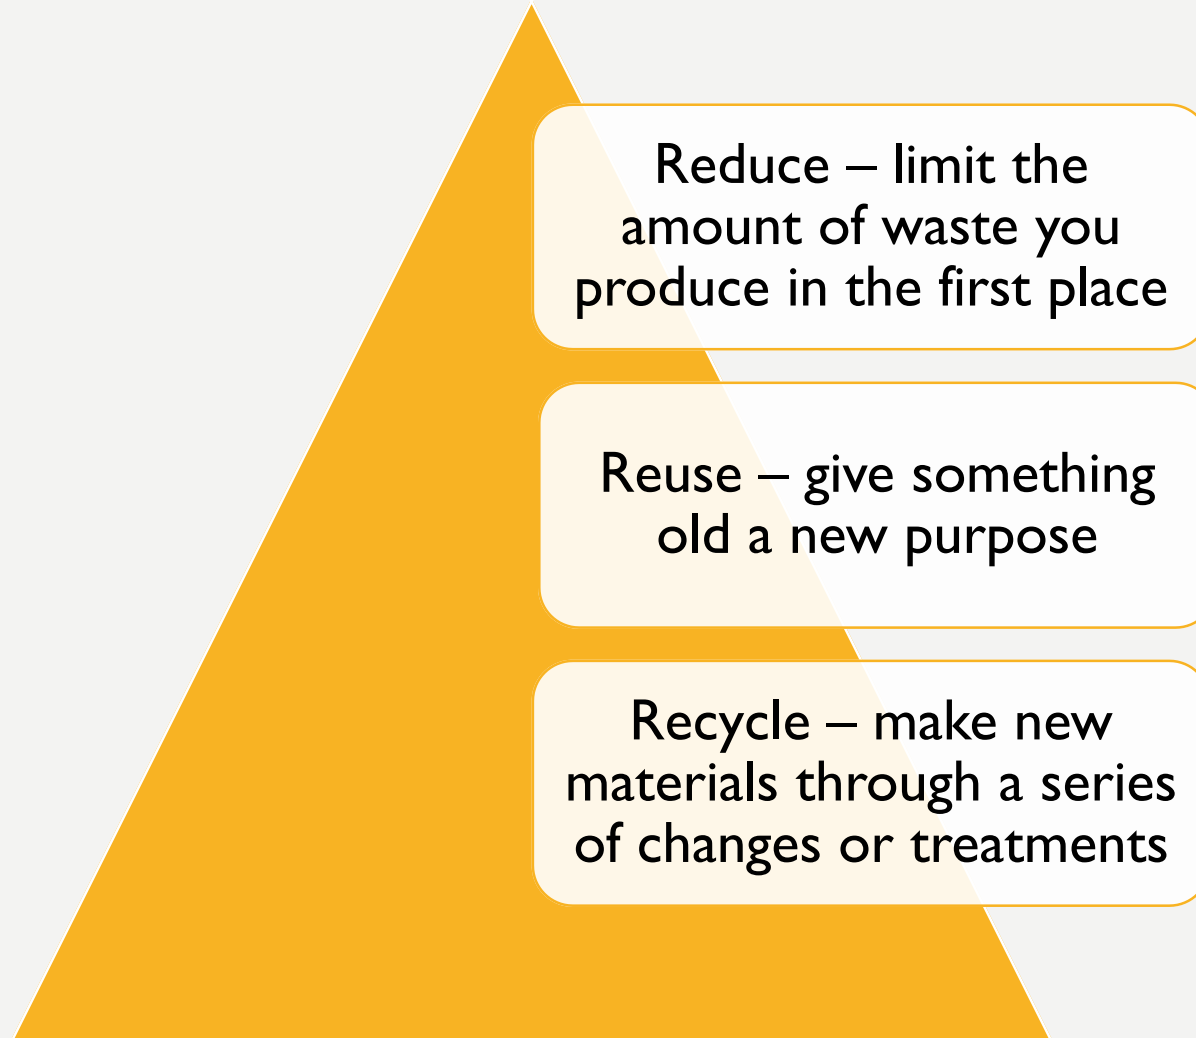 Reduce – limit the
amount of waste you
produce in the first place
Reuse – give something
old a new purpose
Recycle – make new
materials through a series
of changes or treatments